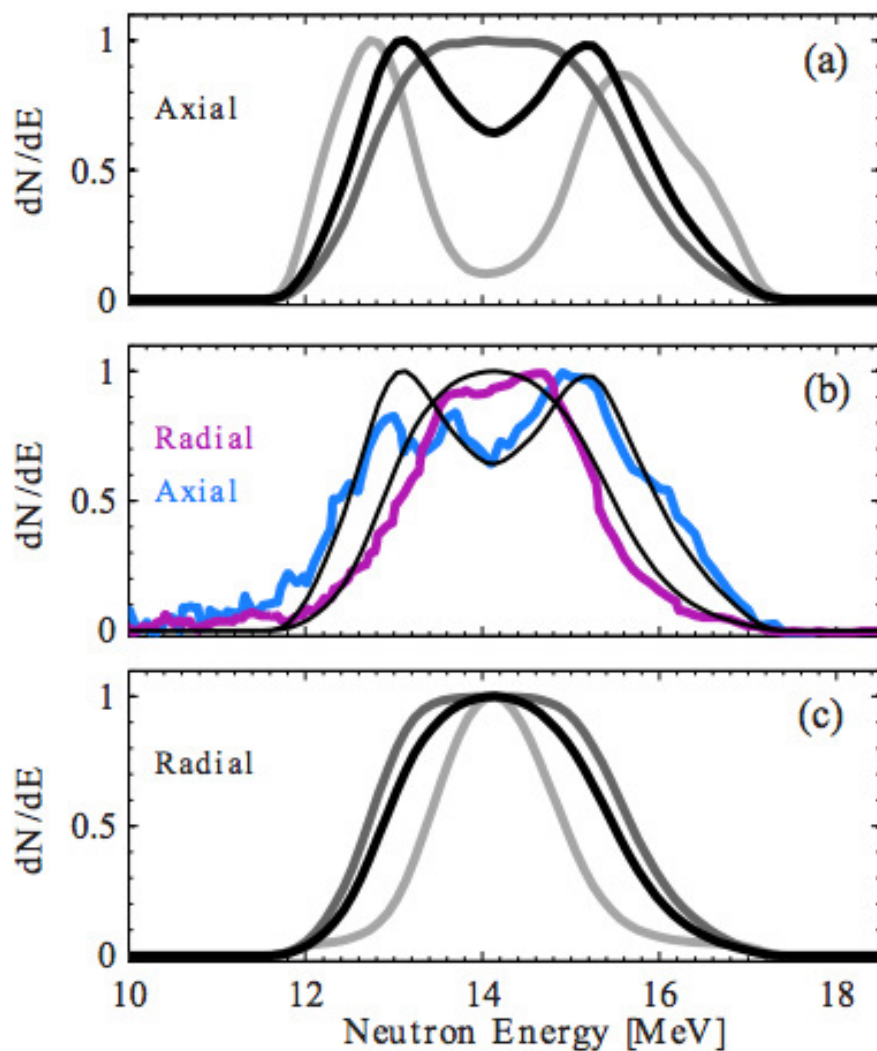 1
(a)
Axial
dN/dE
0.5
0
1
(b)
Radial
Axial
dN/dE
0.5
0
1
(c)
Radial
dN/dE
0.5
0
10 12 14 16 18
Neutron Energy [MeV]